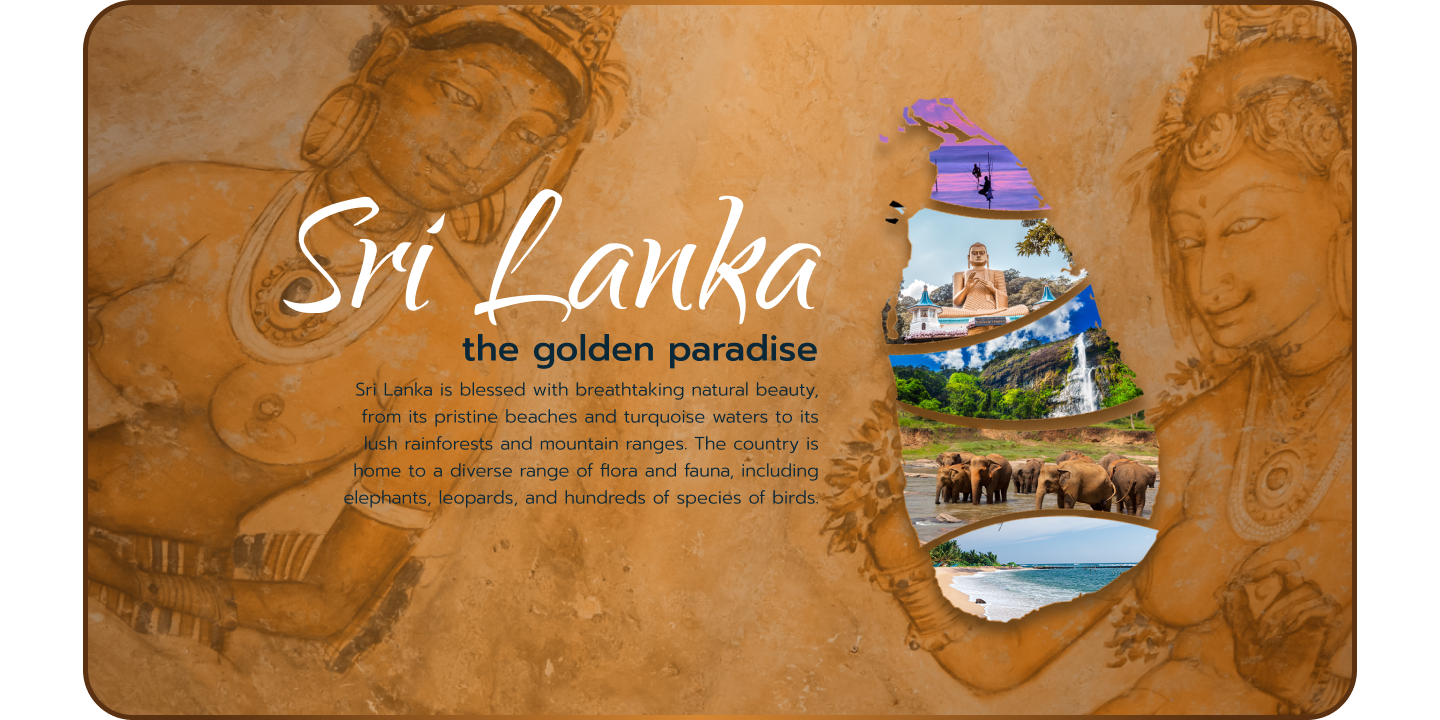 Sri Lanka
the golden paradise
Sri Lanka is blessed with breathtaking natural beauty,
from its pristine beaches and turquoise waters to its
lush rainforests and mountain ranges. The country is
home to a diverse range of flora and fauna, including
elephants, leopards, and hundreds of species of birds.